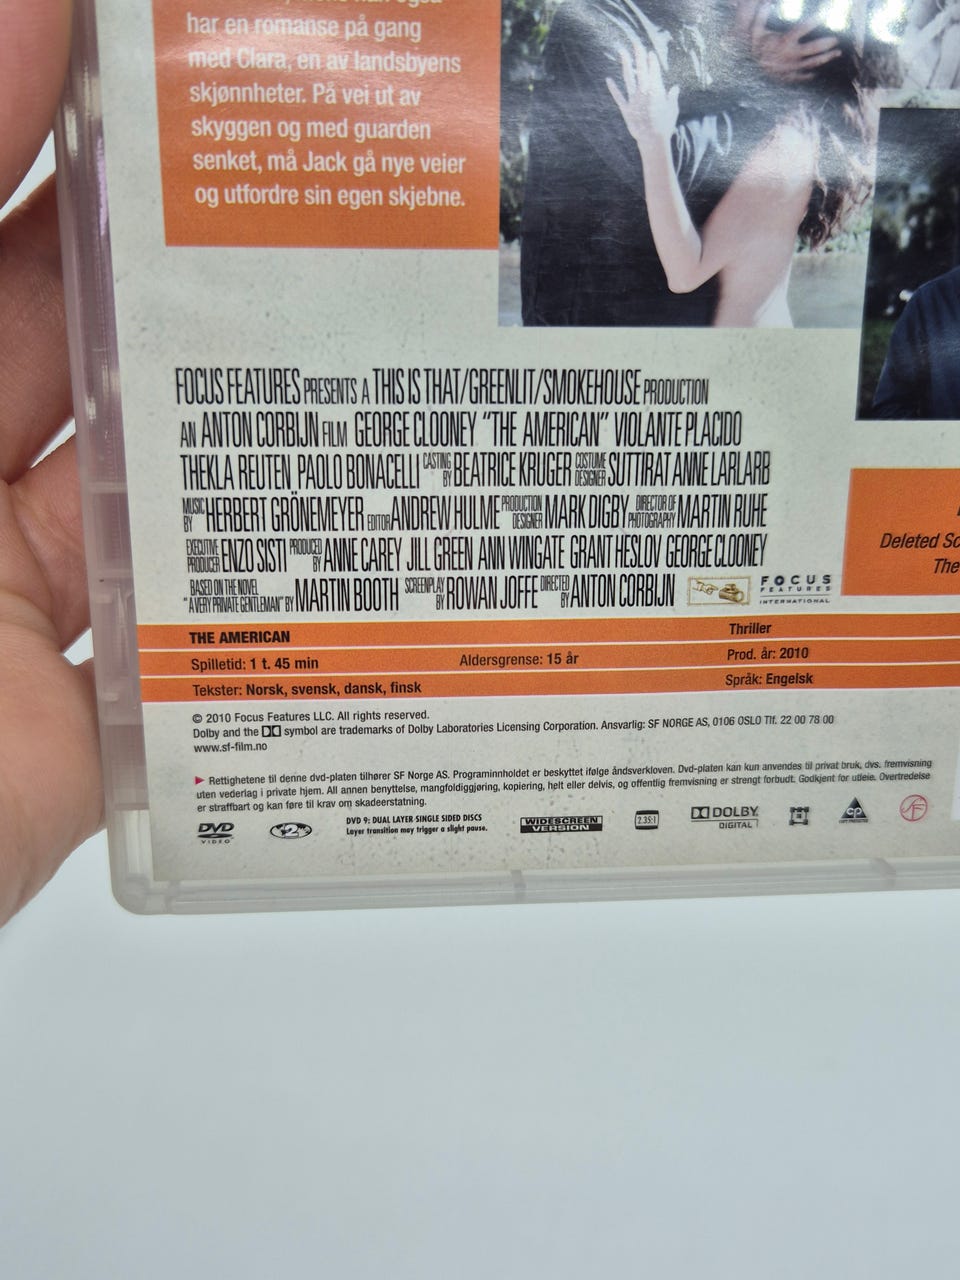 har en romanse på gang
med Clara, en av landsbyens
skjønnheter. På vei ut av
skyggen og med guarden
senket, må Jack gå nye veier
og utfordre sin egen skjebne.
Deleted Sc
The
FOCUS FEATURES PRESENTS A THIS IS THAT/GREENLIT/SMOKEHOUSE PRODUCTION
AN ANTON CORBIJN FILM GEORGE CLOONEY "THE AMERICAN" VIOLANTE PLACIDO
THEKLA REUTEN PAOLO BONACELLI CASTING BY BEATRICE KRUGER COSTUME DESIGNER SUTTIRAT ANNE LARLARB
MUSIC BY HERBERT GRÖNEMEYER EDITOR ANDREW HULME PRODUCTION DESIGNER MARK DIGBY DIRECTOR OF PHOTOGRAPHY MARTIN RUHE
EXECUTIVE PRODUCER ENZO SISTI PRODUCED BY ANNE CAREY JILL GREEN ANN WINGATE GRANT HESLOV GEORGE CLOONEY
BASED ON THE NOVEL "A VERY PRIVATE GENTLEMAN" BY MARTIN BOOTH SCREENPLAY BY ROWAN JOFFE DIRECTED BY ANTON CORBIJN
FOCUS
FEATURES
INTERNATIONAL
THE AMERICAN
Thriller
Spilletid: 1 t. 45 min
Aldersgrense: 15 år
Prod. år: 2010
Tekster: Norsk, svensk, dansk, finsk
Språk: Engelsk
© 2010 Focus Features LLC. All rights reserved.
Dolby and the DD symbol are trademarks of Dolby Laboratories Licensing Corporation. Ansvarlig: SF NORGE AS, 0106 OSLO Tlf. 22 00 78 00
www.sf-film.no
► Rettighetene til denne dvd-platen tilhører SF Norge AS. Programinnholdet er beskyttet ifølge åndsverkloven. Dvd-platen kan kun anvendes til privat bruk, dvs. fremvisning
uten vederlag i private hjem. All annen benyttelse, mangfoldiggjøring, kopiering, helt eller delvis, og offentlig fremvisning er strengt forbudt. Godkjent for utleie. Overtredelse
er straffbart og kan føre til krav om skadeerstatning.
DVD
VIDEO
2
DVD 9: DUAL LAYER SINGLE SIDED DISCS
Layer transition may trigger a slight pause.
WIDESCREEN
VERSION
2.35:1
DOLBY
DIGITAL
CP
SF